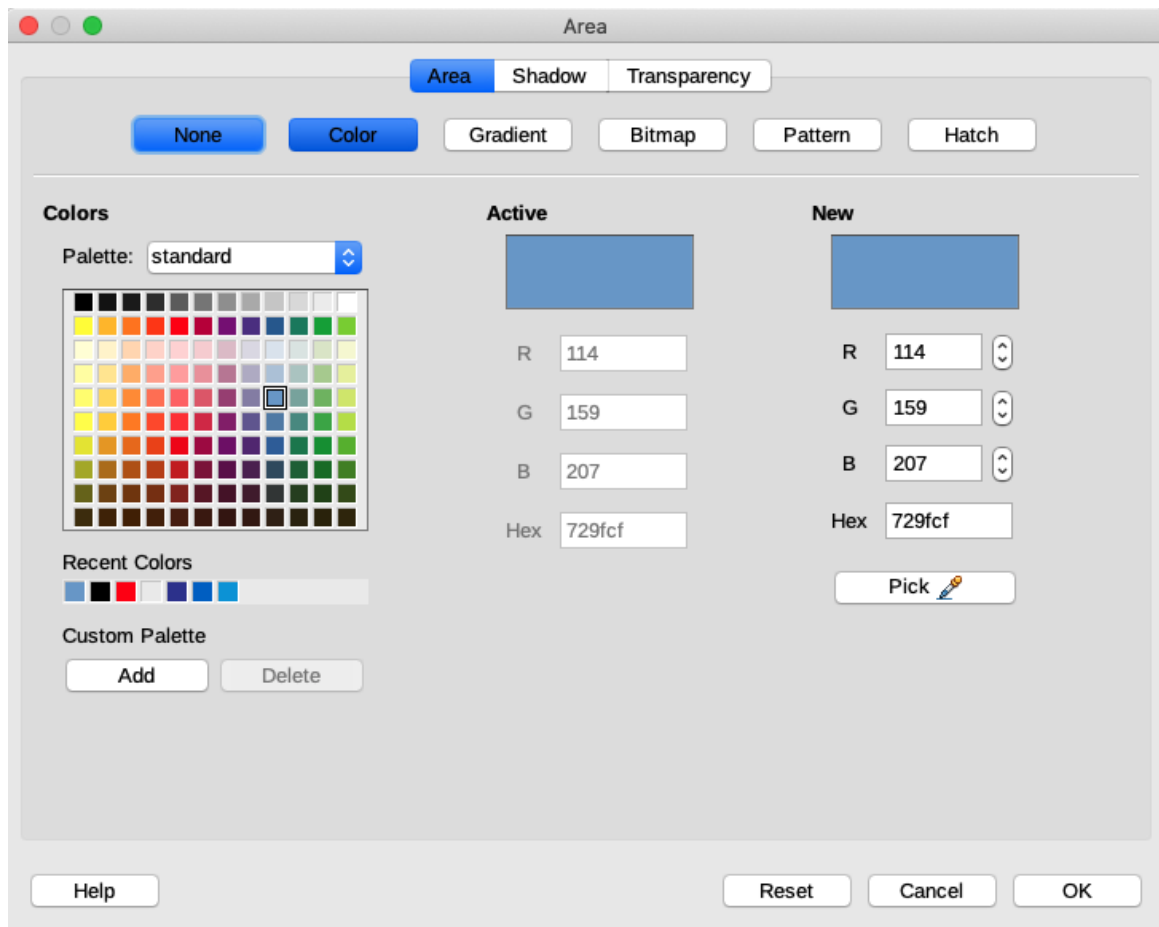 Area
Area Shadow Transparency
None Color Gradient Bitmap Pattern Hatch
Colors
Palette: standard
Recent Colors
Custom Palette
Add Delete
Active
R 114
G 159
B 207
Hex 729fcf
New
R 114
G 159
B 207
Hex 729fcf
Pick
Help Reset Cancel OK